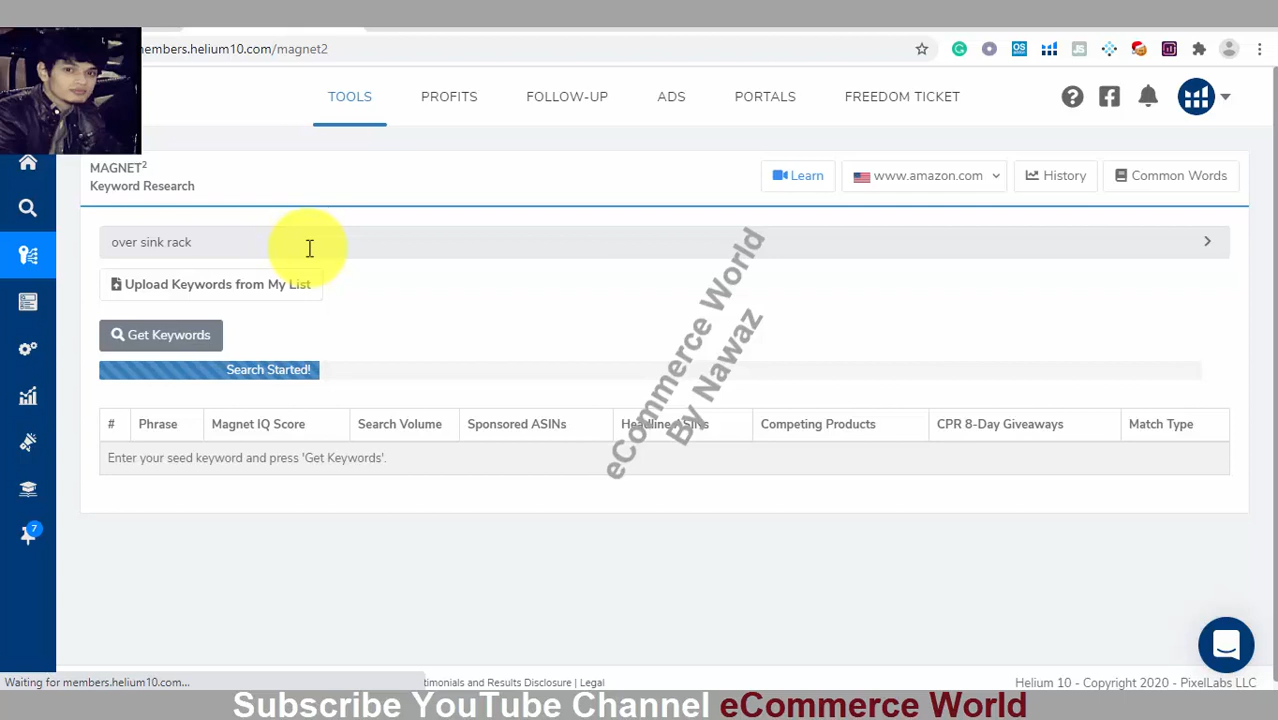 members.helium10.com/magnet2
TOOLS
PROFITS
FOLLOW-UP
ADS
PORTALS
FREEDOM TICKET
MAGNET²
Keyword Research
Learn
www.amazon.com
History
Common Words
over sink rack
Upload Keywords from My List
Get Keywords
Search Started!
# Phrase Magnet IQ Score Search Volume Sponsored ASINs Headline ASINs Competing Products CPR 8-Day Giveaways Match Type
Enter your seed keyword and press 'Get Keywords'.
eCommerce World
By Nawaz
7
Waiting for members.helium10.com...
timonials and Results Disclosure | Legal
Helium 10 - Copyright 2020 - PixelLabs LLC
Subscribe YouTube Channel eCommerce World